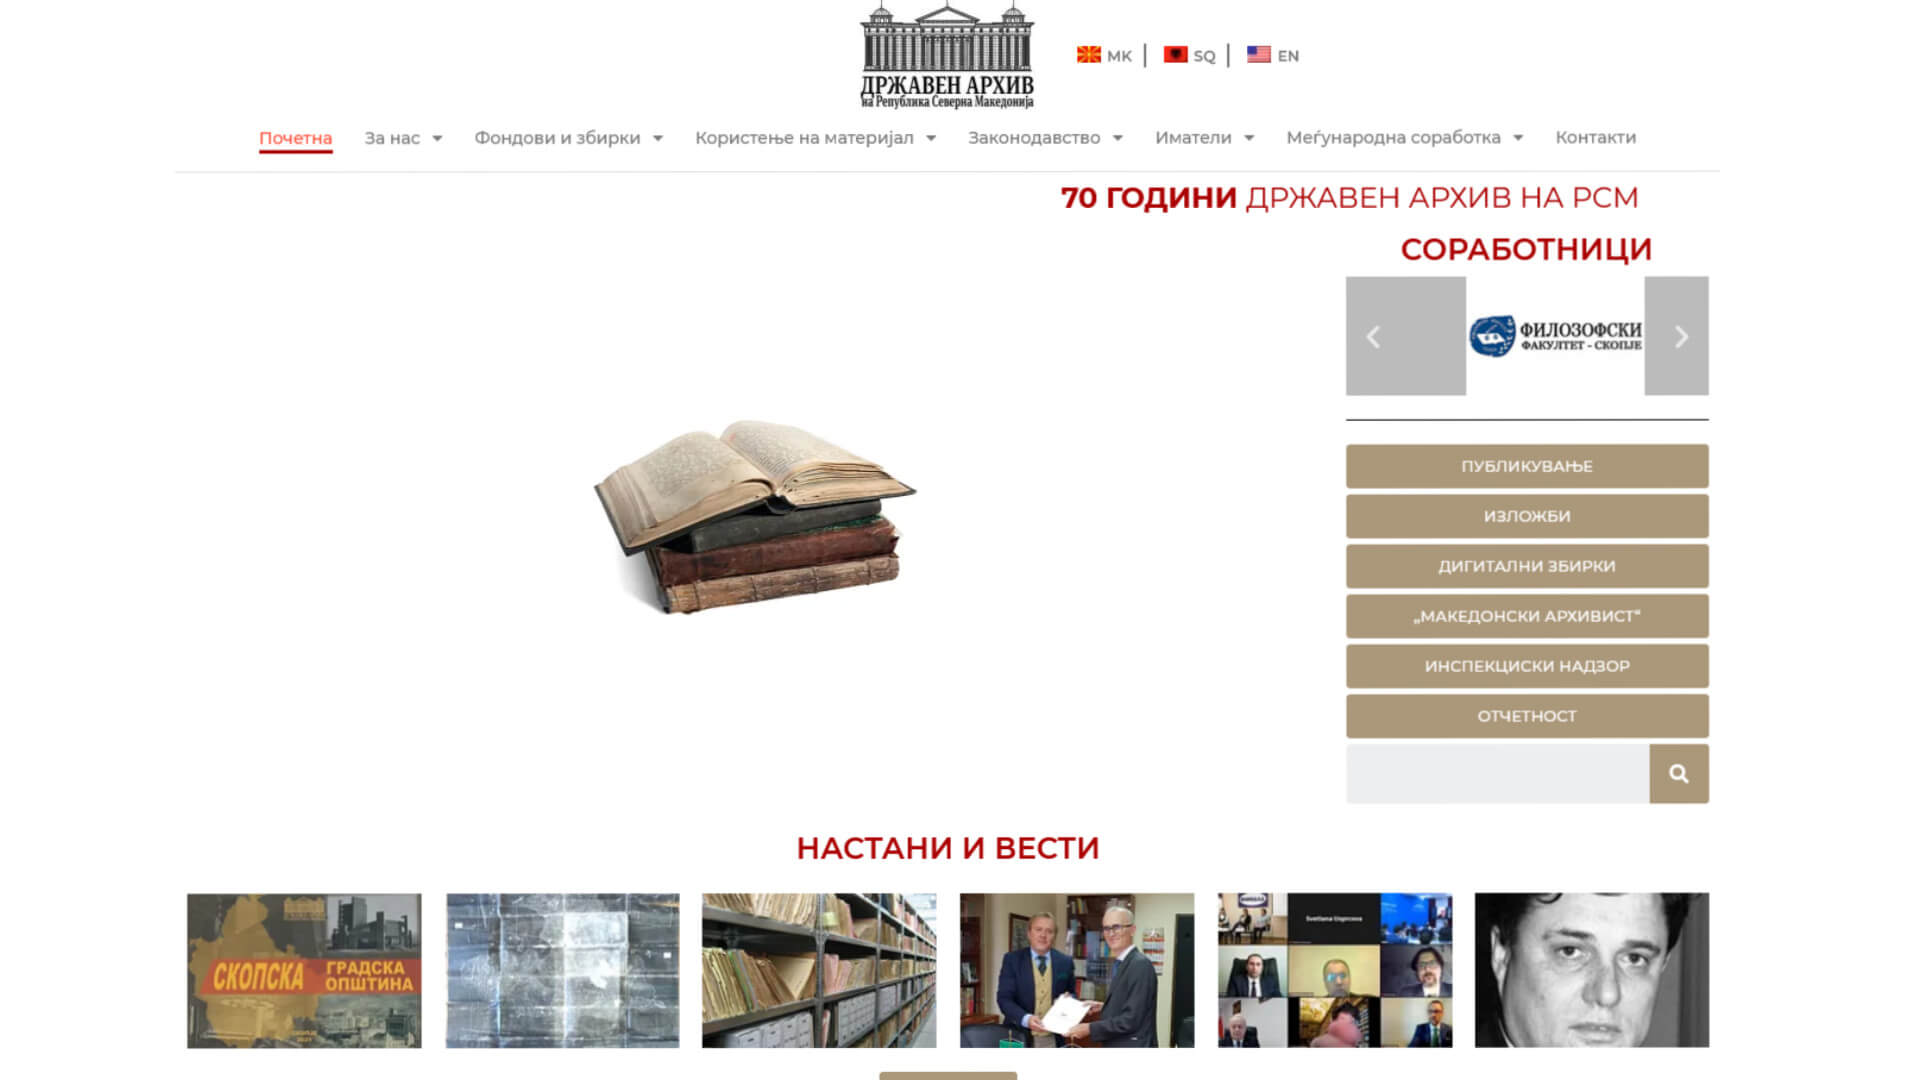 ДРЖАВЕН АРХИВ
на Република Северна Македонија
MK
SQ
EN
Почетна
За нас
Фондови и збирки
Користење на материјал
Законодавство
Иматели
Меѓународна соработка
Контакти
70 ГОДИНИ ДРЖАВЕН АРХИВ НА РСМ
СОРАБОТНИЦИ
ФИЛОЗОФСКИ
ФАКУЛТЕТ - СКОПЈЕ
ПУБЛИКУВАЊЕ
ИЗЛОЖБИ
ДИГИТАЛНИ ЗБИРКИ
„МАКЕДОНСКИ АРХИВИСТ“
ИНСПЕКЦИСКИ НАДЗОР
ОТЧЕТНОСТ
НАСТАНИ И ВЕСТИ
СКОПСКА
ГРАДСКА
ОПШТИНА
Svetlana